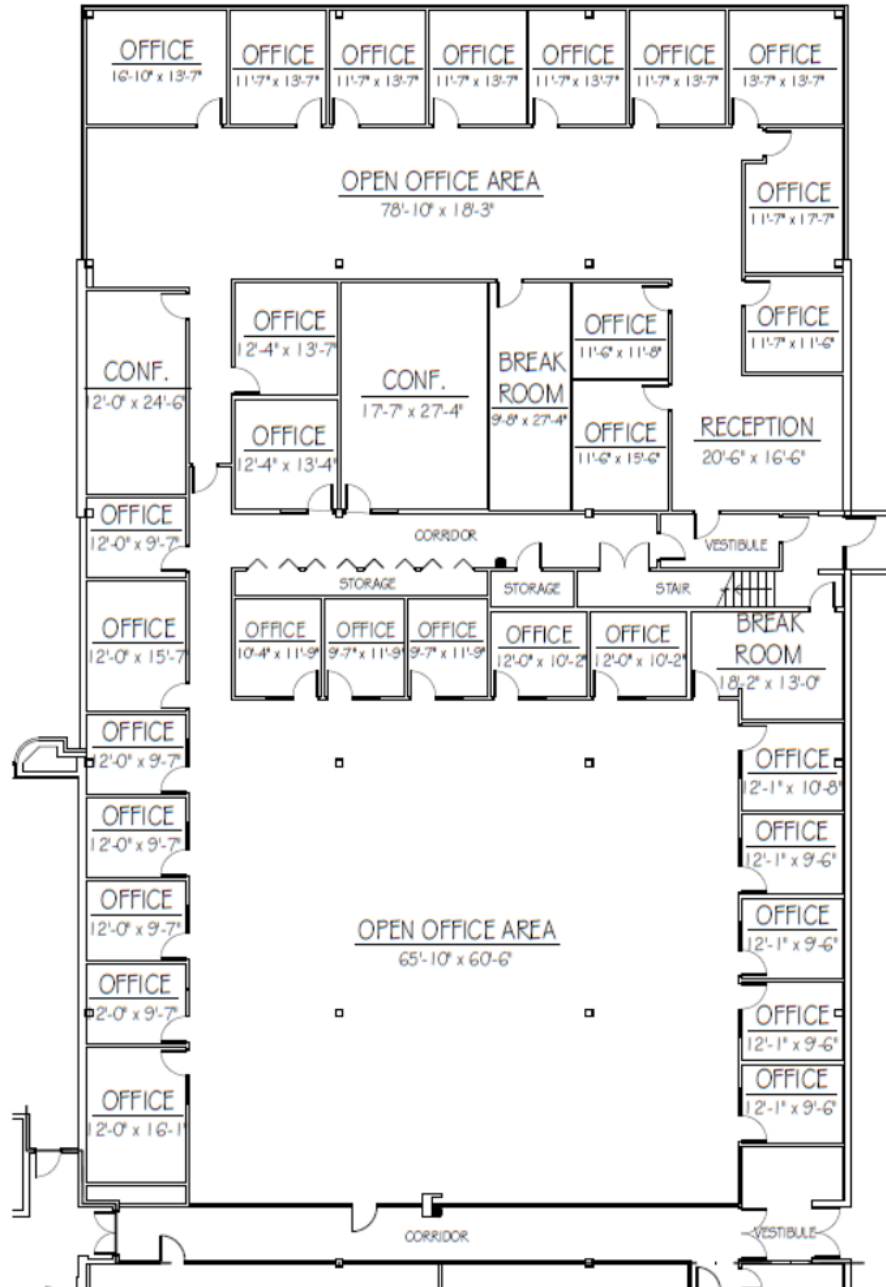 OFFICE
16'-10" x 13'-7"
OFFICE
11'-7" x 13'-7"
OFFICE
11'-7" x 13'-7"
OFFICE
11'-7" x 13'-7"
OFFICE
11'-7" x 13'-7"
OFFICE
11'-7" x 13'-7"
OFFICE
13'-7" x 13'-7"
OPEN OFFICE AREA
78'-10" x 18'-3"
OFFICE
11'-7" x 17'-7"
OFFICE
12'-4" x 13'-7"
OFFICE
11'-6" x 11'-8"
OFFICE
11'-7" x 11'-6"
CONF.
12'-0" x 24'-6"
CONF.
17'-7" x 27'-4"
BREAK
ROOM
9'-8" x 27'-4"
OFFICE
12'-4" x 13'-4"
OFFICE
11'-6" x 15'-6"
RECEPTION
20'-6" x 16'-6"
OFFICE
12'-0" x 9'-7"
CORRIDOR
VESTIBULE
STORAGE
STORAGE
STAIR
OFFICE
12'-0" x 15'-7"
OFFICE
10'-4" x 11'-9"
OFFICE
9'-7" x 11'-9"
OFFICE
9'-7" x 11'-9"
OFFICE
12'-0" x 10'-2"
OFFICE
12'-0" x 10'-2"
BREAK
ROOM
18'-2" x 13'-0"
OFFICE
12'-0" x 9'-7"
OFFICE
12'-1" x 10'-8"
OFFICE
12'-0" x 9'-7"
OFFICE
12'-1" x 9'-6"
OFFICE
12'-0" x 9'-7"
OPEN OFFICE AREA
65'-10" x 60'-6"
OFFICE
12'-1" x 9'-6"
OFFICE
12'-0" x 9'-7"
OFFICE
12'-1" x 9'-6"
OFFICE
12'-0" x 16'-1"
OFFICE
12'-1" x 9'-6"
CORRIDOR
VESTIBULE